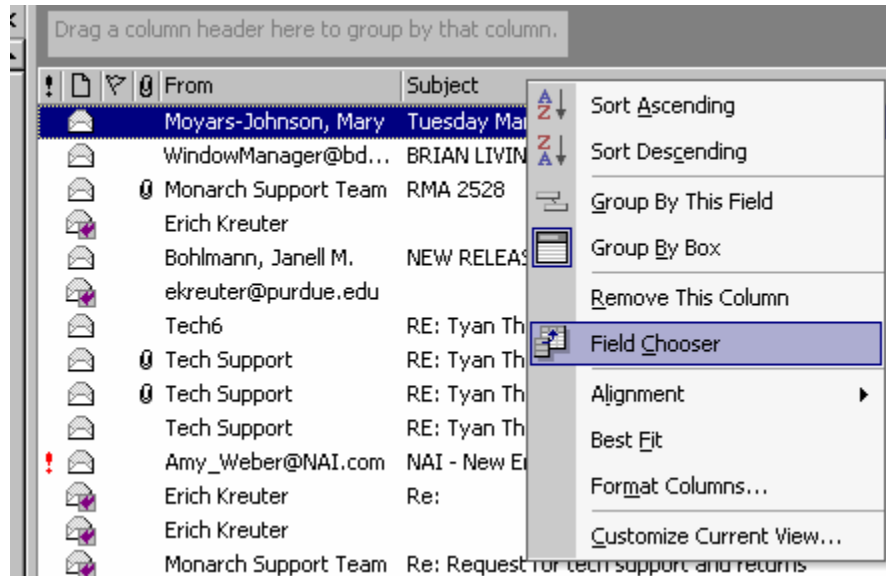 Drag a column header here to group by that column.
From Subject
Moyars-Johnson, Mary Tuesday Mar
WindowManager@bd... BRIAN LIVIN
Monarch Support Team RMA 2528
Erich Kreuter
Bohlmann, Janell M. NEW RELEAS
ekreuter@purdue.edu
Tech6 RE: Tyan Th
Tech Support RE: Tyan Th
Tech Support RE: Tyan Th
Tech Support RE: Tyan Th
Amy_Weber@NAI.com NAI - New En
Erich Kreuter Re:
Erich Kreuter
Monarch Support Team Re: Request for tech support and returns
Sort Ascending
Sort Descending
Group By This Field
Group By Box
Remove This Column
Field Chooser
Alignment
Best Fit
Format Columns...
Customize Current View...